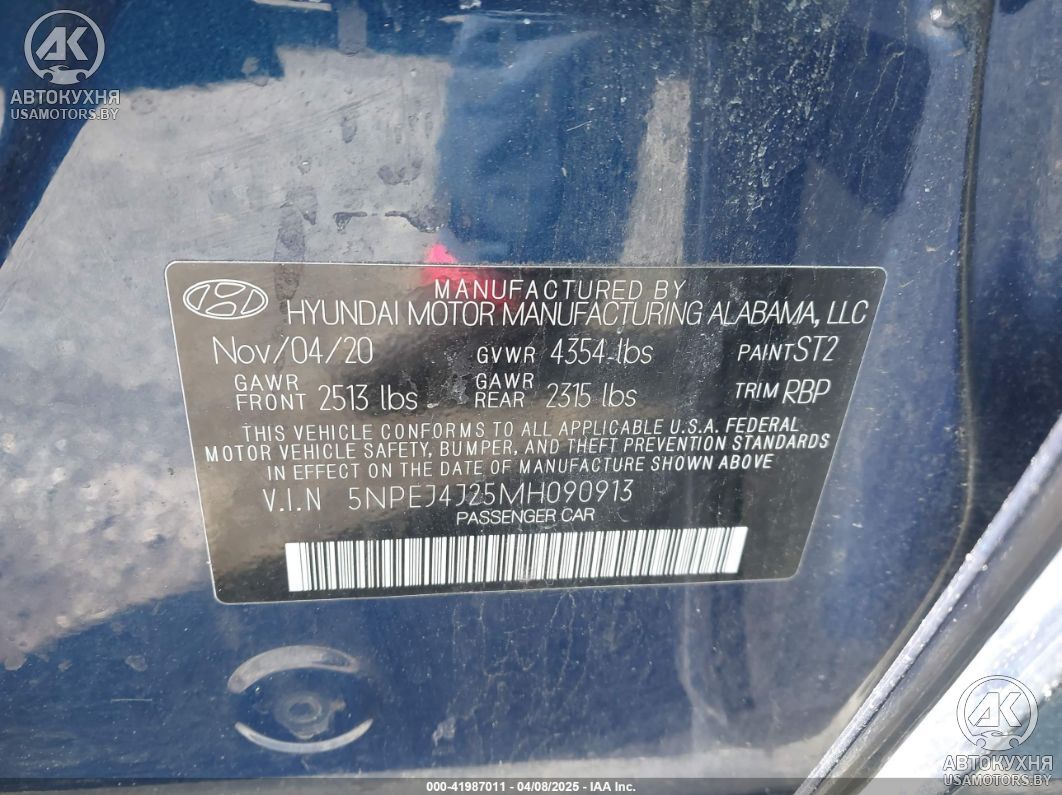 АК
АВТОКУХНЯ
USAMOTORS.BY
MANUFACTURED BY
HYUNDAI MOTOR MANUFACTURING ALABAMA, LLC
Nov/04/20 GVWR 4354 lbs PAINT ST2
GAWR FRONT 2513 lbs GAWR REAR 2315 lbs TRIM RBP
THIS VEHICLE CONFORMS TO ALL APPLICABLE U.S.A. FEDERAL
MOTOR VEHICLE SAFETY, BUMPER, AND THEFT PREVENTION STANDARDS
IN EFFECT ON THE DATE OF MANUFACTURE SHOWN ABOVE
V.I.N 5NPEJ4J25MH090913
PASSENGER CAR
АК
АВТОКУХНЯ
USAMOTORS.BY
000-41987011 - 04/08/2025 - IAA Inc.